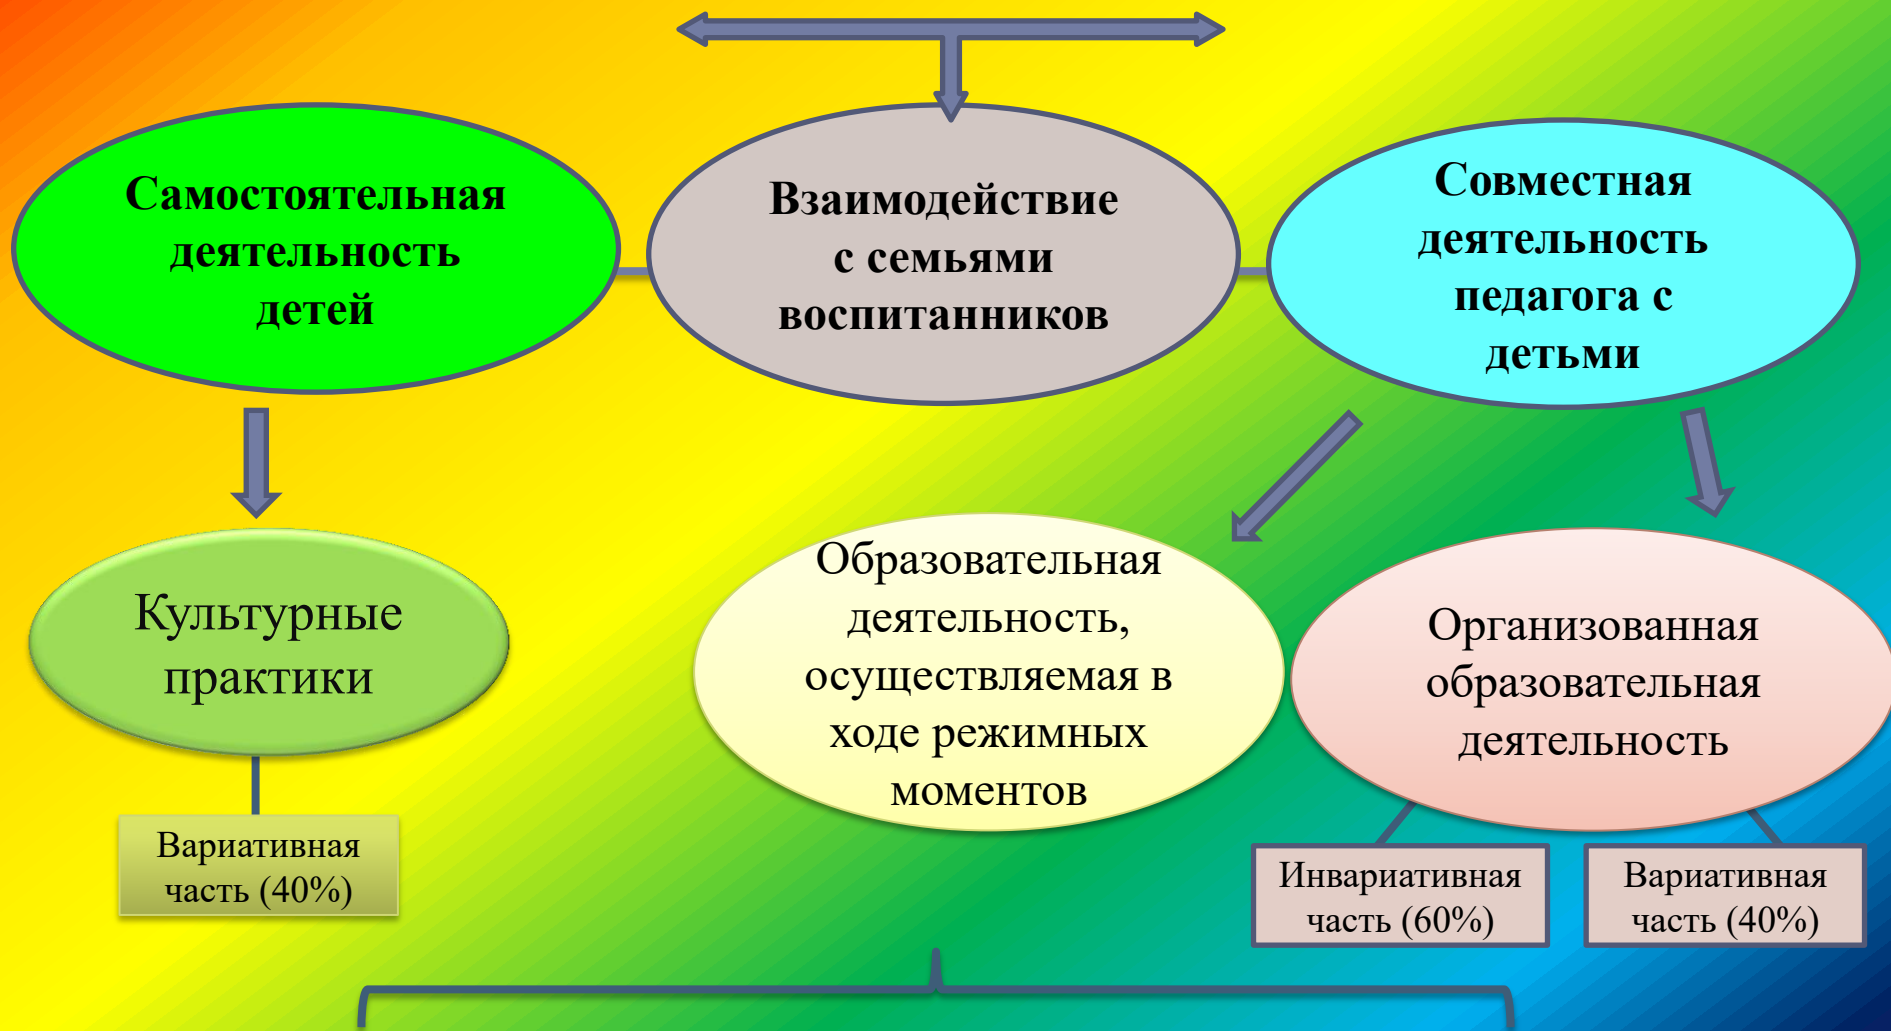 Самостоятельная
деятельность
детей
Взаимодействие
с семьями
воспитанников
Совместная
деятельность
педагога с
детьми
Культурные
практики
Образовательная
деятельность,
осуществляемая в
ходе режимных
моментов
Организованная
образовательная
деятельность
Вариативная
часть (40%)
Инвариативная
часть (60%)
Вариативная
часть (40%)